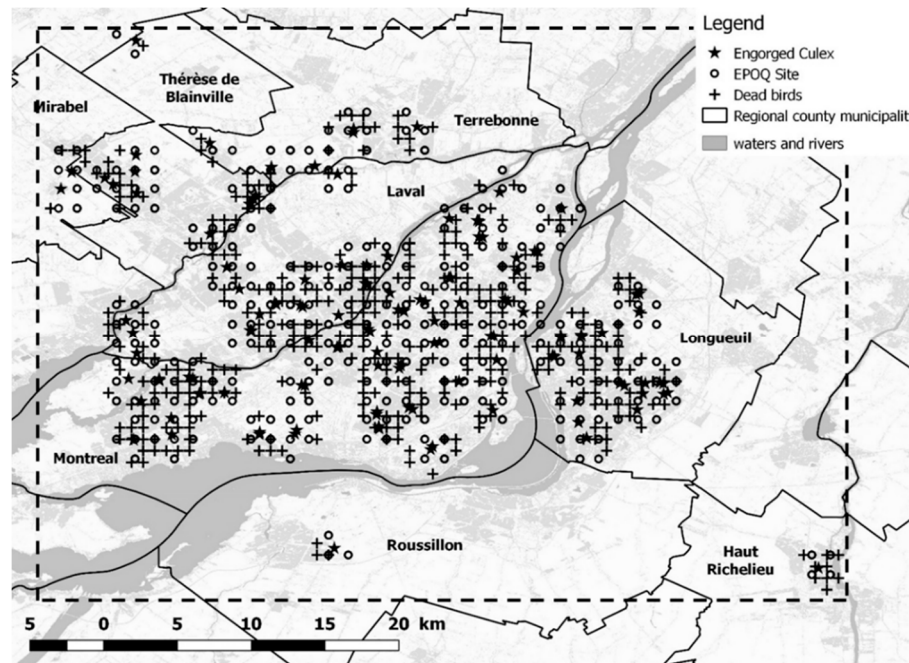 Legend
Engorged Culex
EPOQ Site
Dead birds
Regional county municipalit
waters and rivers
Thérèse de
Blainville
Mirabel
Terrebonne
Laval
Longueuil
Montreal
Roussillon
Haut
Richelieu
5 0 5 10 15 20 km